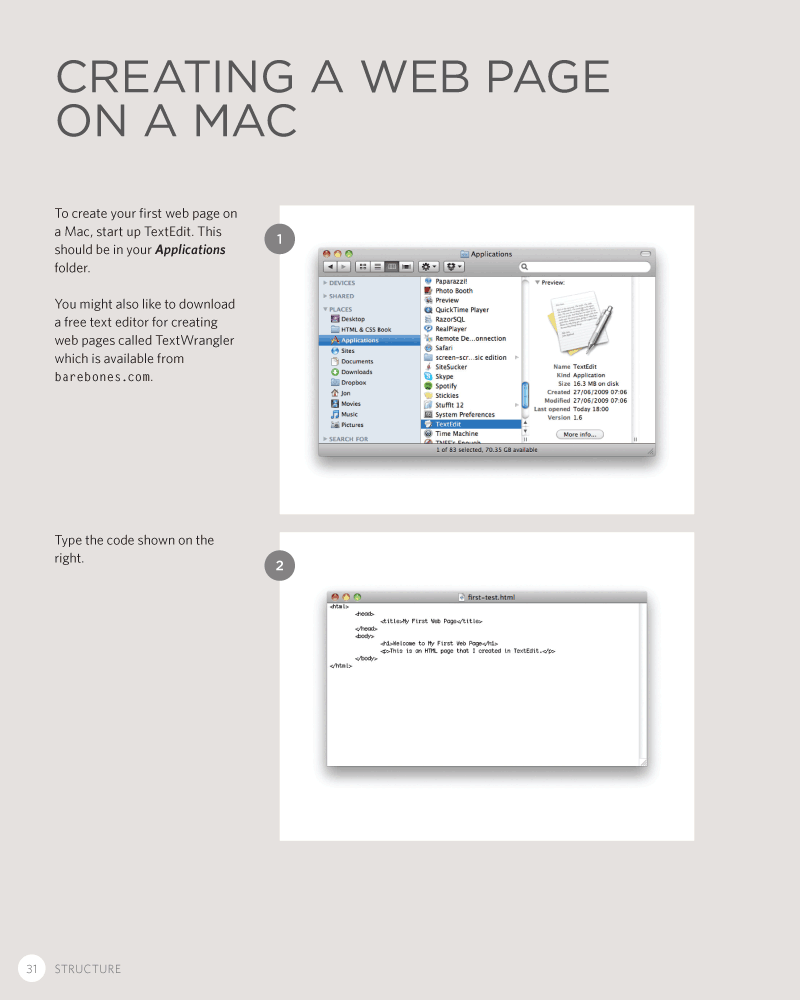 CREATING A WEB PAGE
ON A MAC
To create your first web page on
a Mac, start up TextEdit. This
should be in your Applications
folder.
You might also like to download
a free text editor for creating
web pages called TextWrangler
which is available from
barebones.com.
1
Applications
DEVICES
SHARED
PLACES
Desktop
HTML & CSS Book
Applications
Sites
Documents
Downloads
Dropbox
Jon
Movies
Music
Pictures
SEARCH FOR
Paparazzi!
Photo Booth
Preview
QuickTime Player
RazorSQL
RealPlayer
Remote De...onnection
Safari
screen-scr...sic edition
SiteSucker
Skype
Spotify
Stickies
StuffIt 12
System Preferences
TextEdit
Time Machine
Preview:
Name TextEdit
Kind Application
Size 16.3 MB on disk
Created 27/06/2009 07:06
Modified 27/06/2009 07:06
Last opened Today 18:00
Version 1.6
More info...
1 of 83 selected, 70.35 GB available
Type the code shown on the
right.
2
first-test.html
<html>
<head>
<title>My First Web Page</title>
</head>
<body>
<h1>Welcome to My First Web Page</h1>
<p>This is an HTML page that I created in TextEdit.</p>
</body>
</html>
31 STRUCTURE